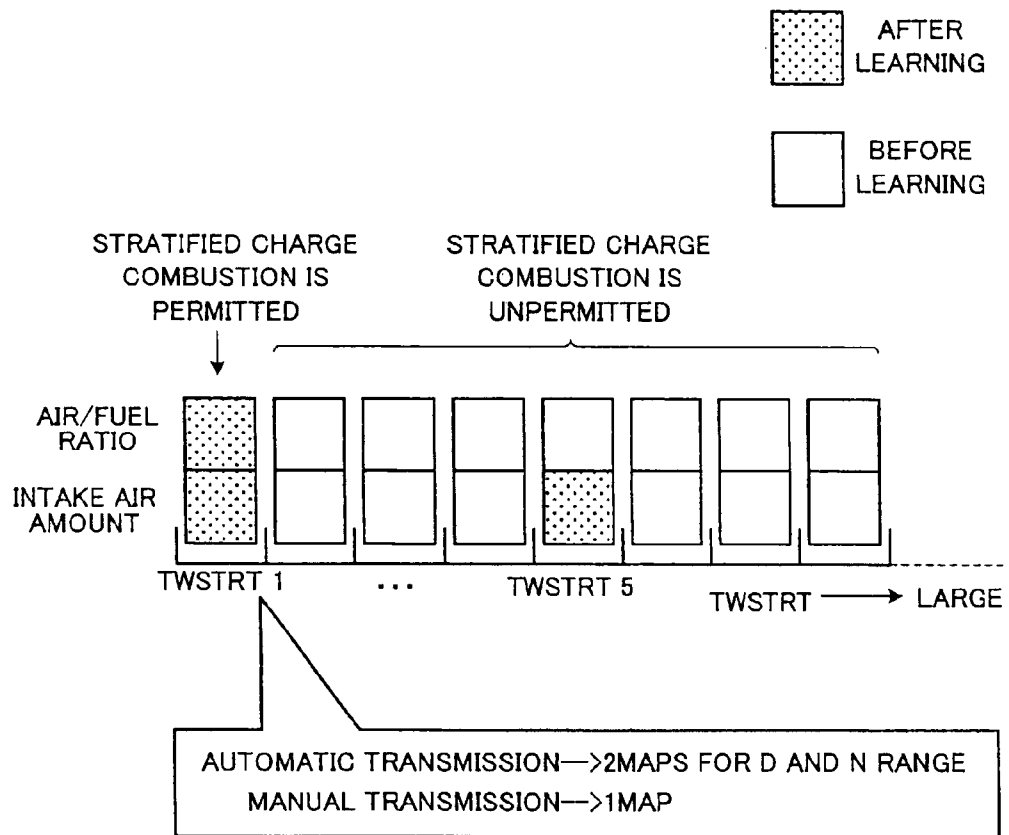 AFTER
LEARNING
BEFORE
LEARNING
STRATIFIED CHARGE
COMBUSTION IS
PERMITTED
STRATIFIED CHARGE
COMBUSTION IS
UNPERMITTED
AIR/FUEL
RATIO
INTAKE AIR
AMOUNT
TWSTRT 1
...
TWSTRT 5
TWSTRT → LARGE
AUTOMATIC TRANSMISSION—>2MAPS FOR D AND N RANGE
MANUAL TRANSMISSION-->1MAP